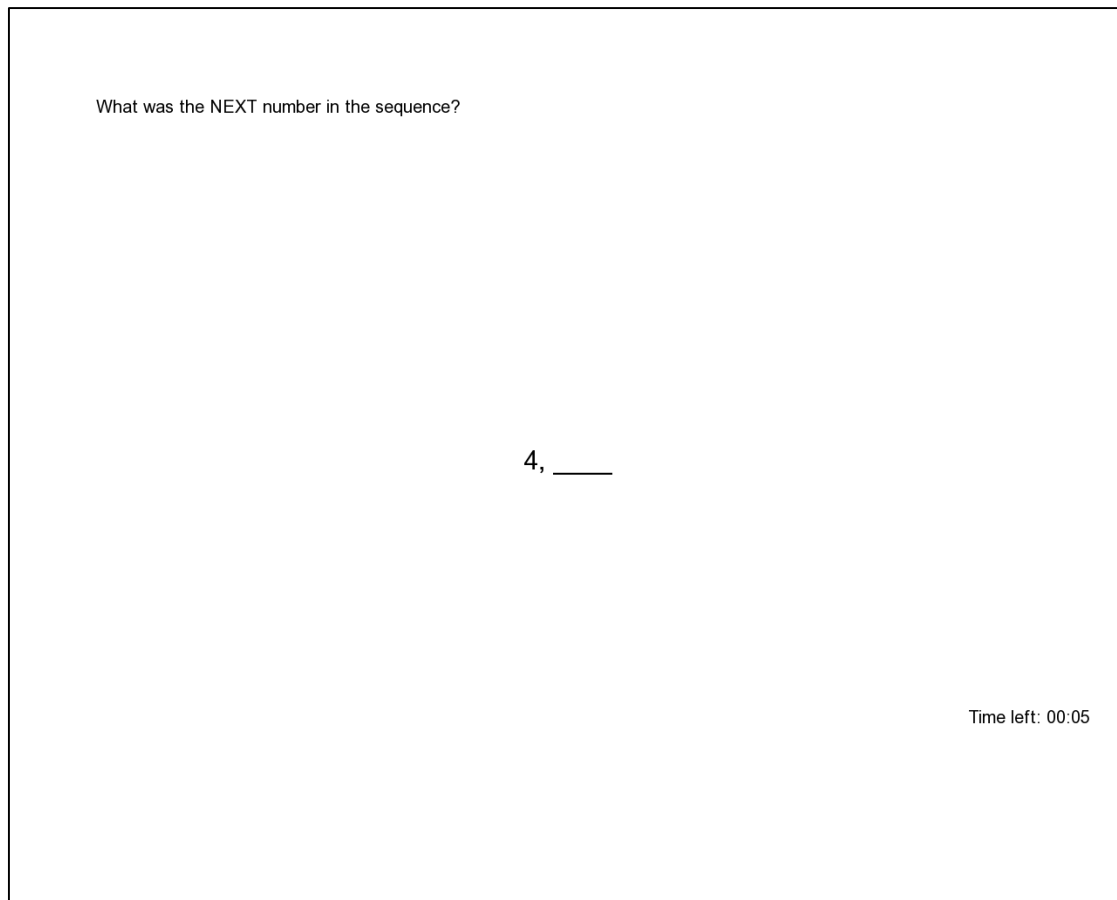 What was the NEXT number in the sequence?
4, ____
Time left: 00:05